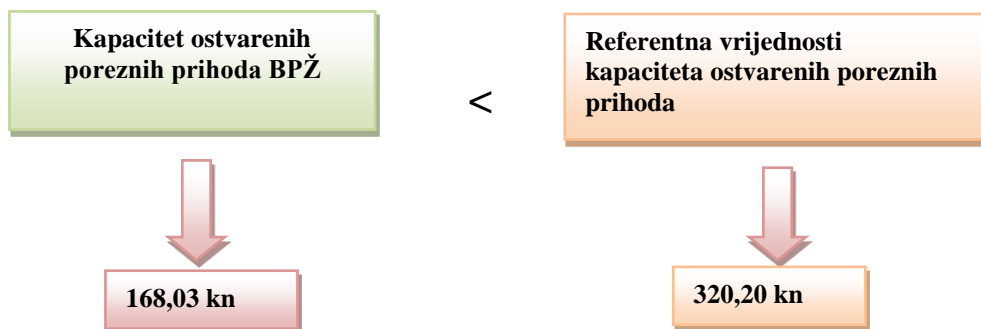 Kapacitet ostvarenih
poreznih prihoda BPŽ
<
Referentna vrijednosti
kapaciteta ostvarenih poreznih
prihoda
168,03 kn
320,20 kn